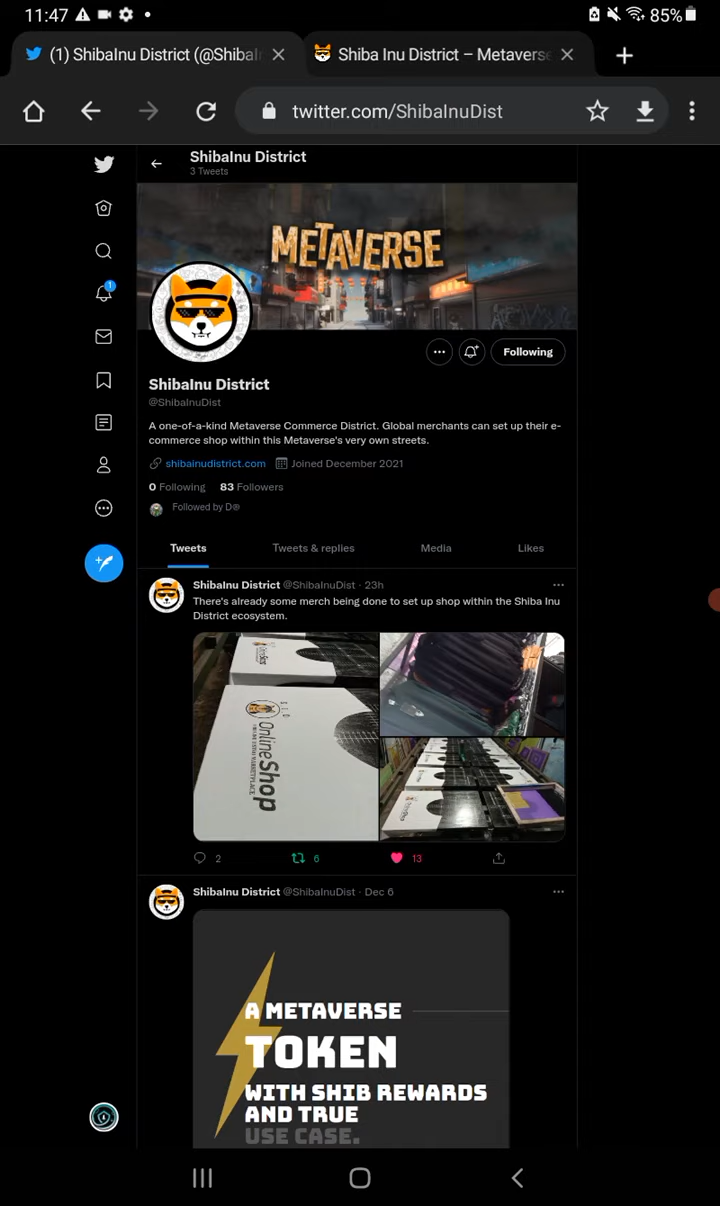 11:47
85%
(1) ShibaInu District (@Shibal
Shiba Inu District – Metaverse
twitter.com/ShibaInuDist
ShibaInu District
3 Tweets
METAVERSE
1
Following
ShibaInu District
@ShibaInuDist
A one-of-a-kind Metaverse Commerce District. Global merchants can set up their e-
commerce shop within this Metaverse's very own streets.
shibainudistrict.com Joined December 2021
0 Following 83 Followers
Followed by D®
Tweets Tweets & replies Media Likes
ShibaInu District @ShibaInuDist · 23h
There's already some merch being done to set up shop within the Shiba Inu
District ecosystem.
OnlineShop
2 6 13
ShibaInu District @ShibaInuDist · Dec 6
A METAVERSE
TOKEN
WITH SHIB REWARDS
AND TRUE
USE CASE.